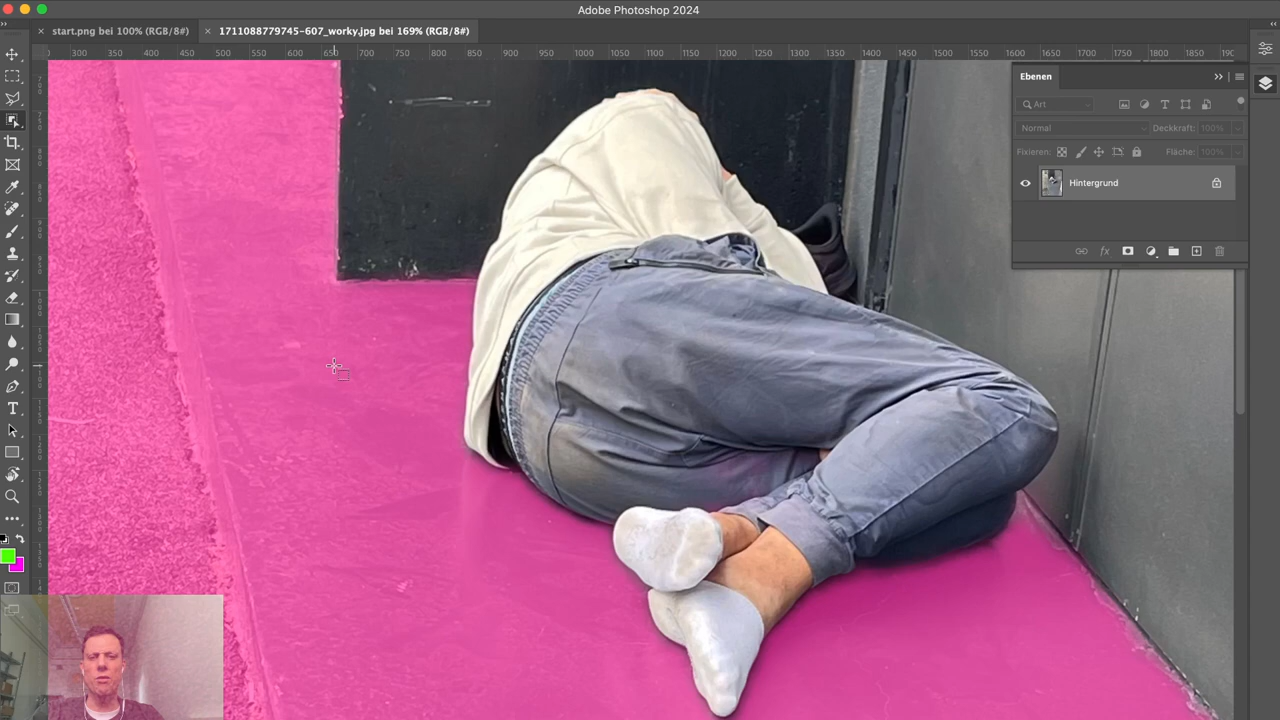 Adobe Photoshop 2024
start.png bei 100% (RGB/8#)
1711088779745-607_worky.jpg bei 169% (RGB/8#)
300 350 400 450 500 550 600 650 700 750 800 850 900 950 1000 1050 1100 1150 1200 1250 1300 1350 1400 1450 1500 1550 1600 1650 1700 1750 1800 1850
Ebenen
Art
Normal
Deckkraft: 100%
Fixieren:
Fläche: 100%
Hintergrund
fx